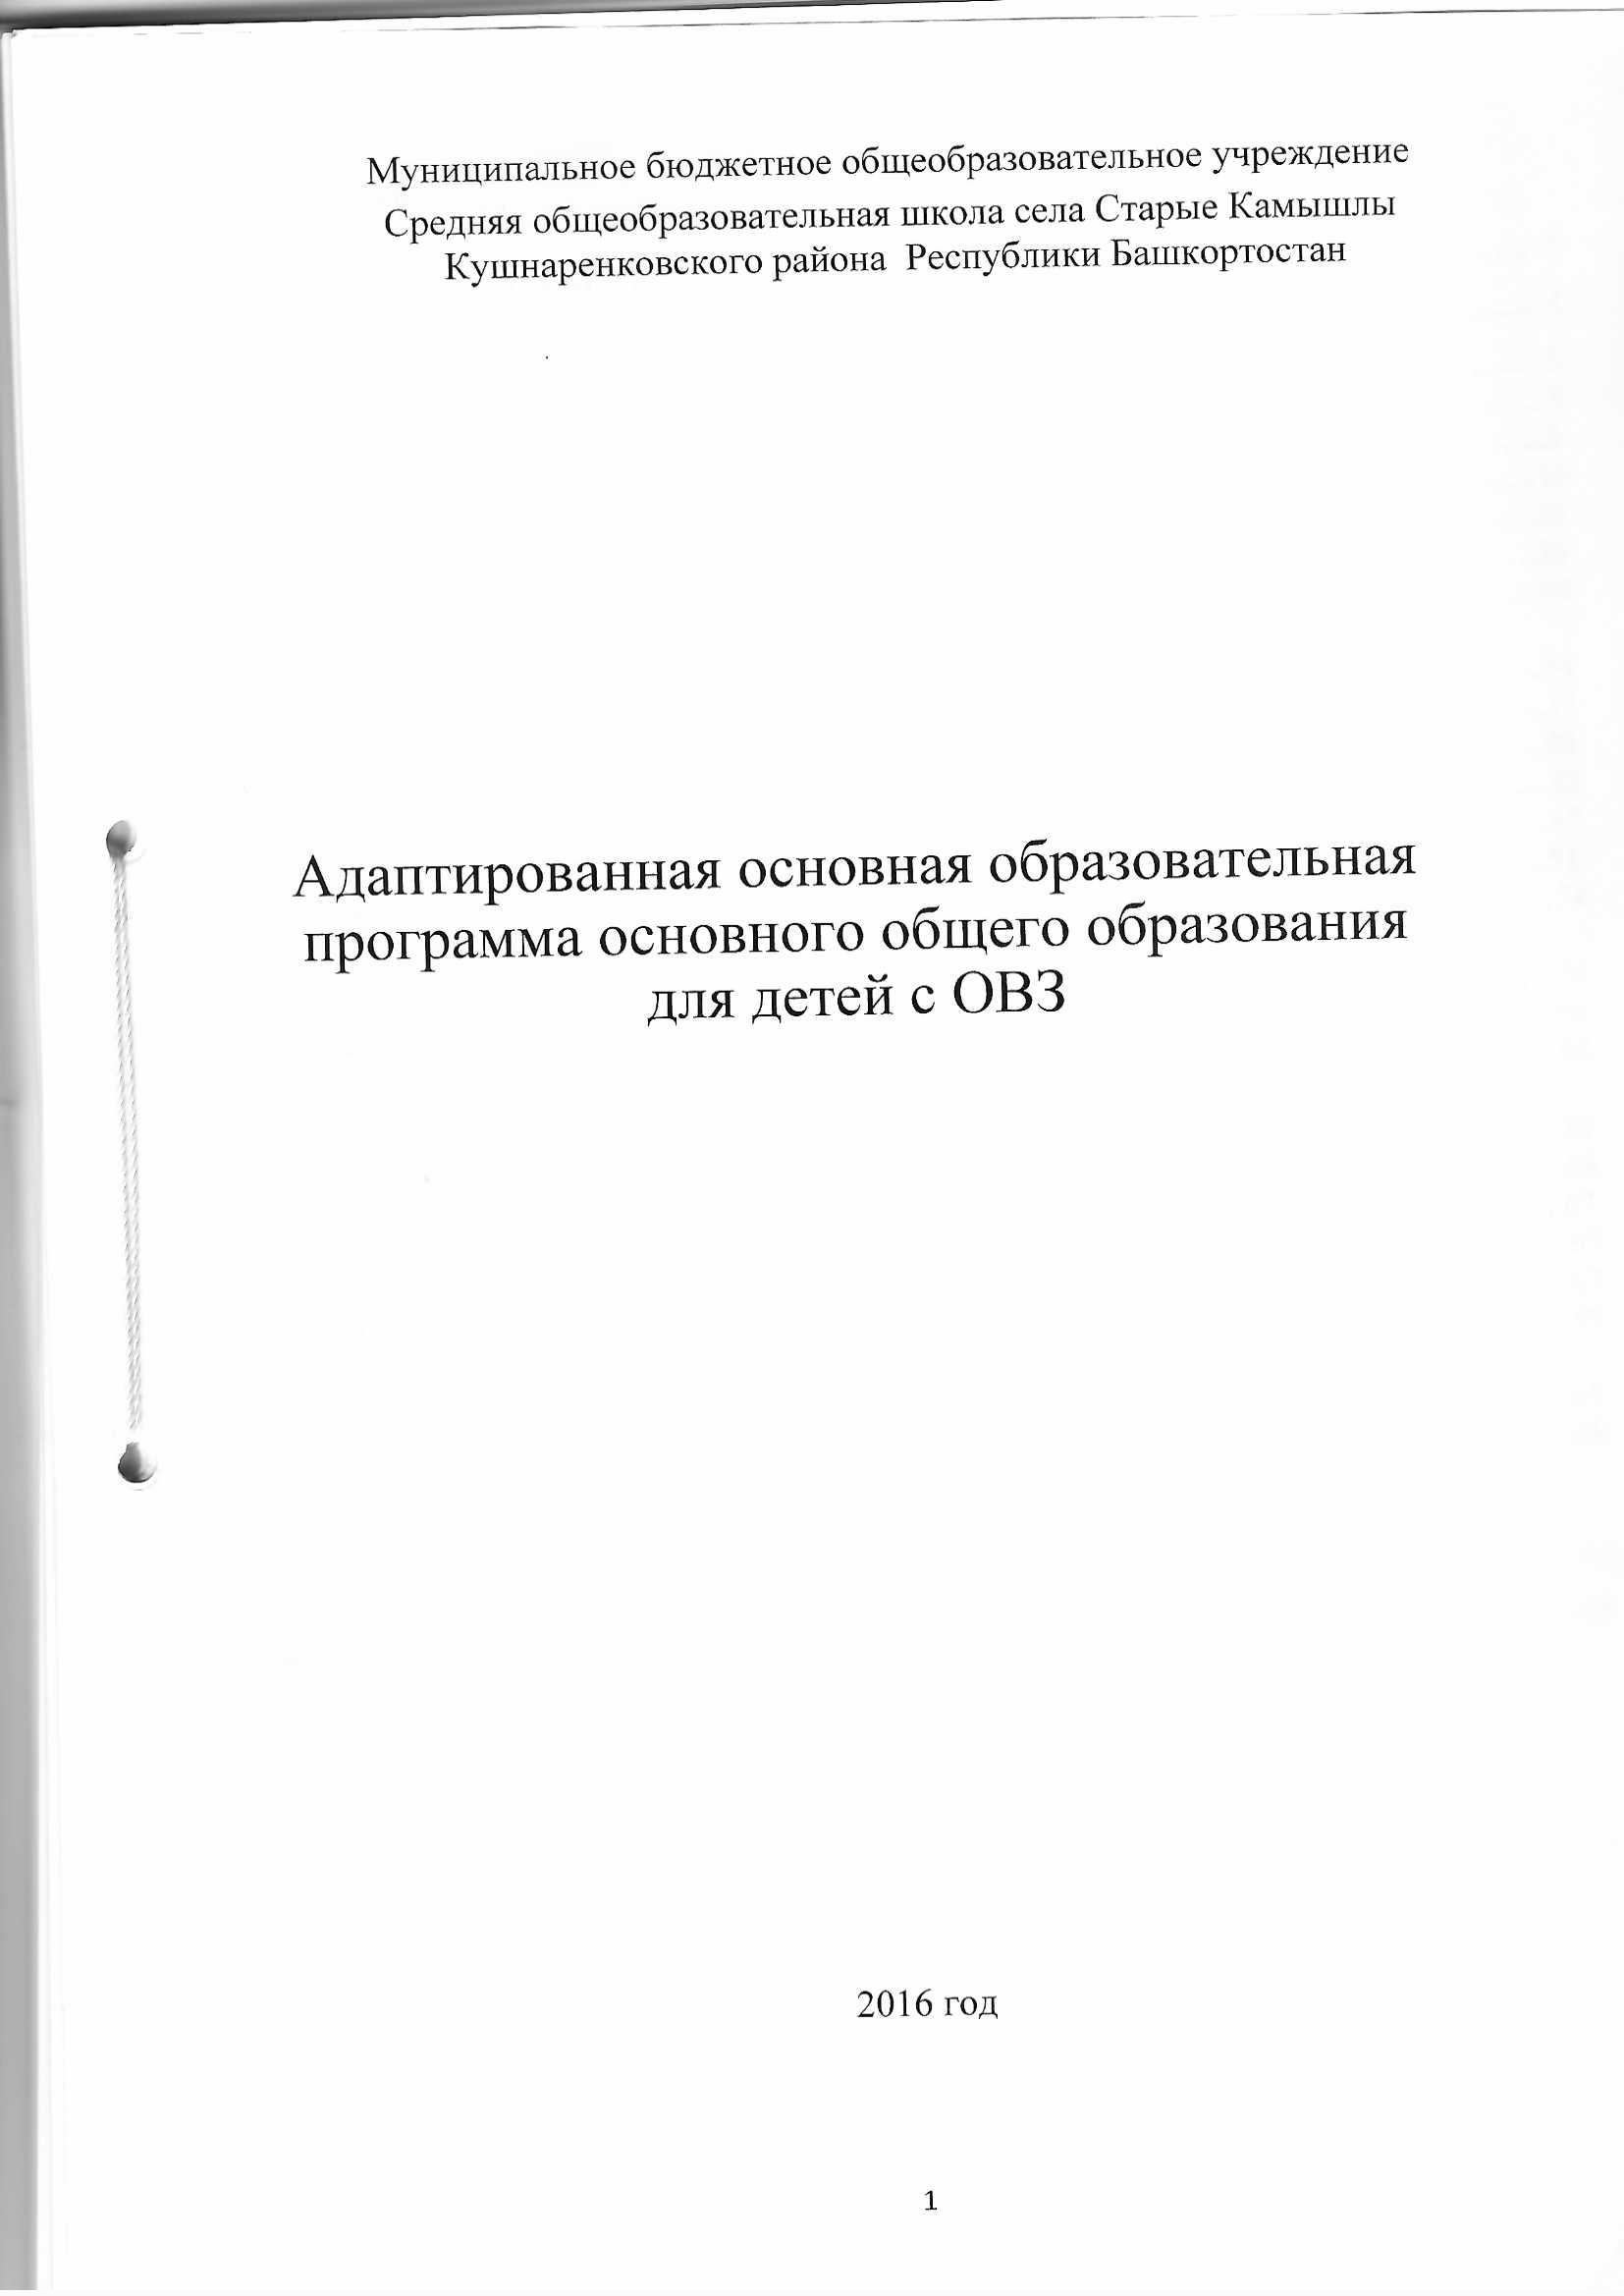 Муниципальное бюджетное общеобразовательное учреждение
Средняя общеобразовательная школа села Старые Камышлы
Кушнаренковского района Республики Башкортостан
Адаптированная основная образовательная
программа основного общего образования
для детей с ОВЗ
2016 год
1